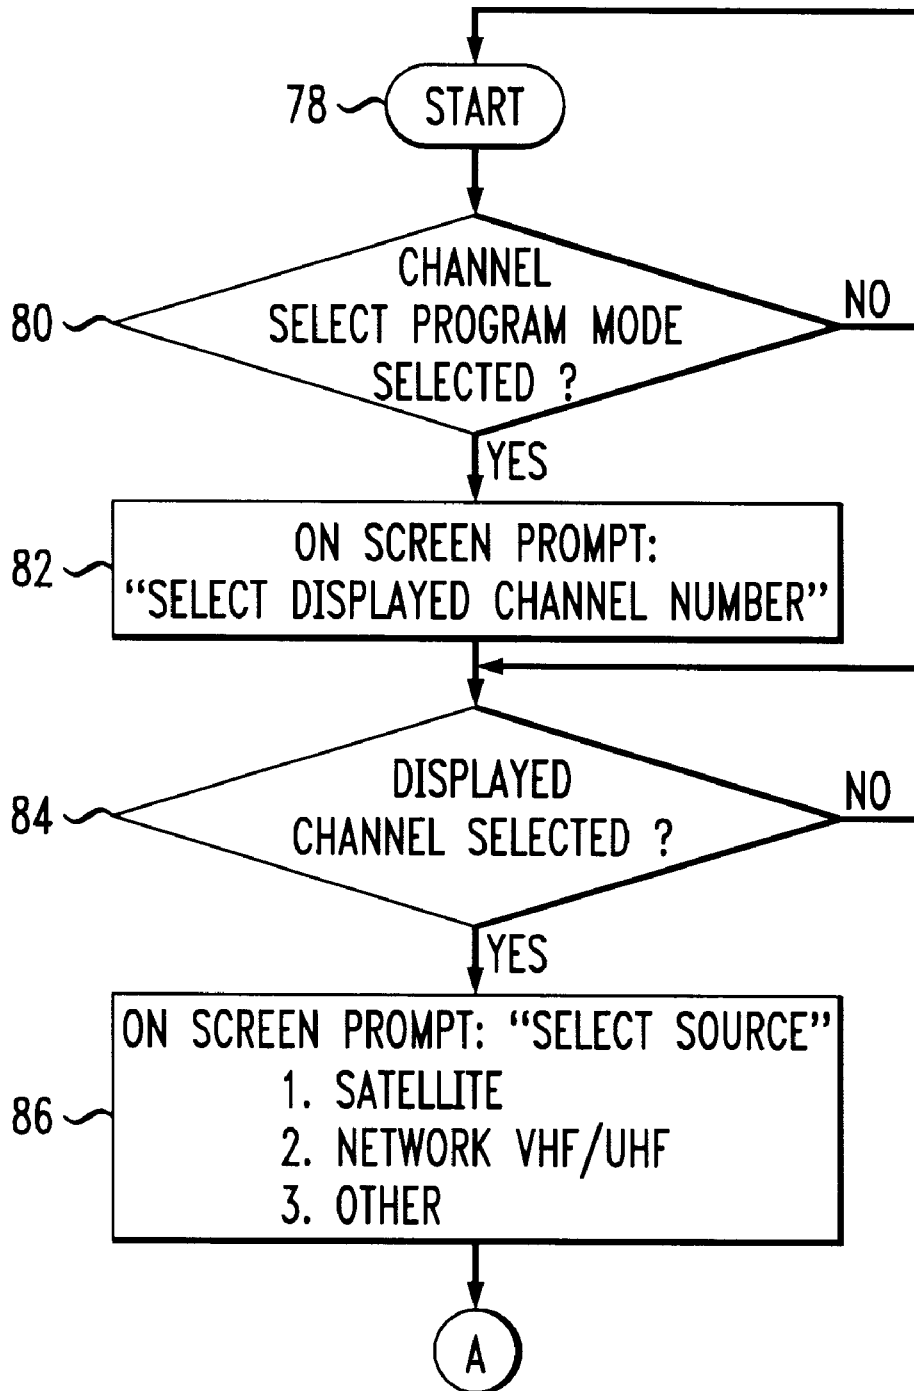 78
START
CHANNEL
80
SELECT PROGRAM MODE
NO
SELECTED ?
YES
82
ON SCREEN PROMPT:
“SELECT DISPLAYED CHANNEL NUMBER”
84
DISPLAYED
NO
CHANNEL SELECTED ?
YES
ON SCREEN PROMPT: “SELECT SOURCE”
86
1. SATELLITE
2. NETWORK VHF/UHF
3. OTHER
A